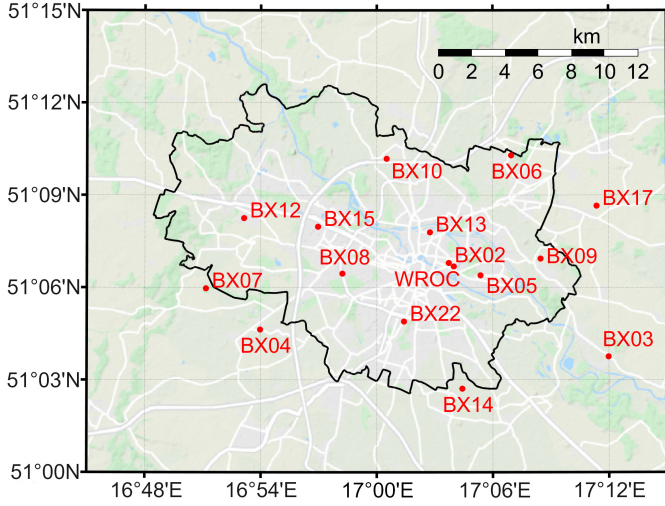 51°15'N
km
0 2 4 6 8 10 12
51°12'N
BX10
BX06
51°09'N
BX17
BX12
BX15
BX13
BX08
BX02
BX09
WROC
BX07
51°06'N
BX05
BX22
BX04
BX03
51°03'N
BX14
51°00'N
16°48'E 16°54'E 17°00'E 17°06'E 17°12'E